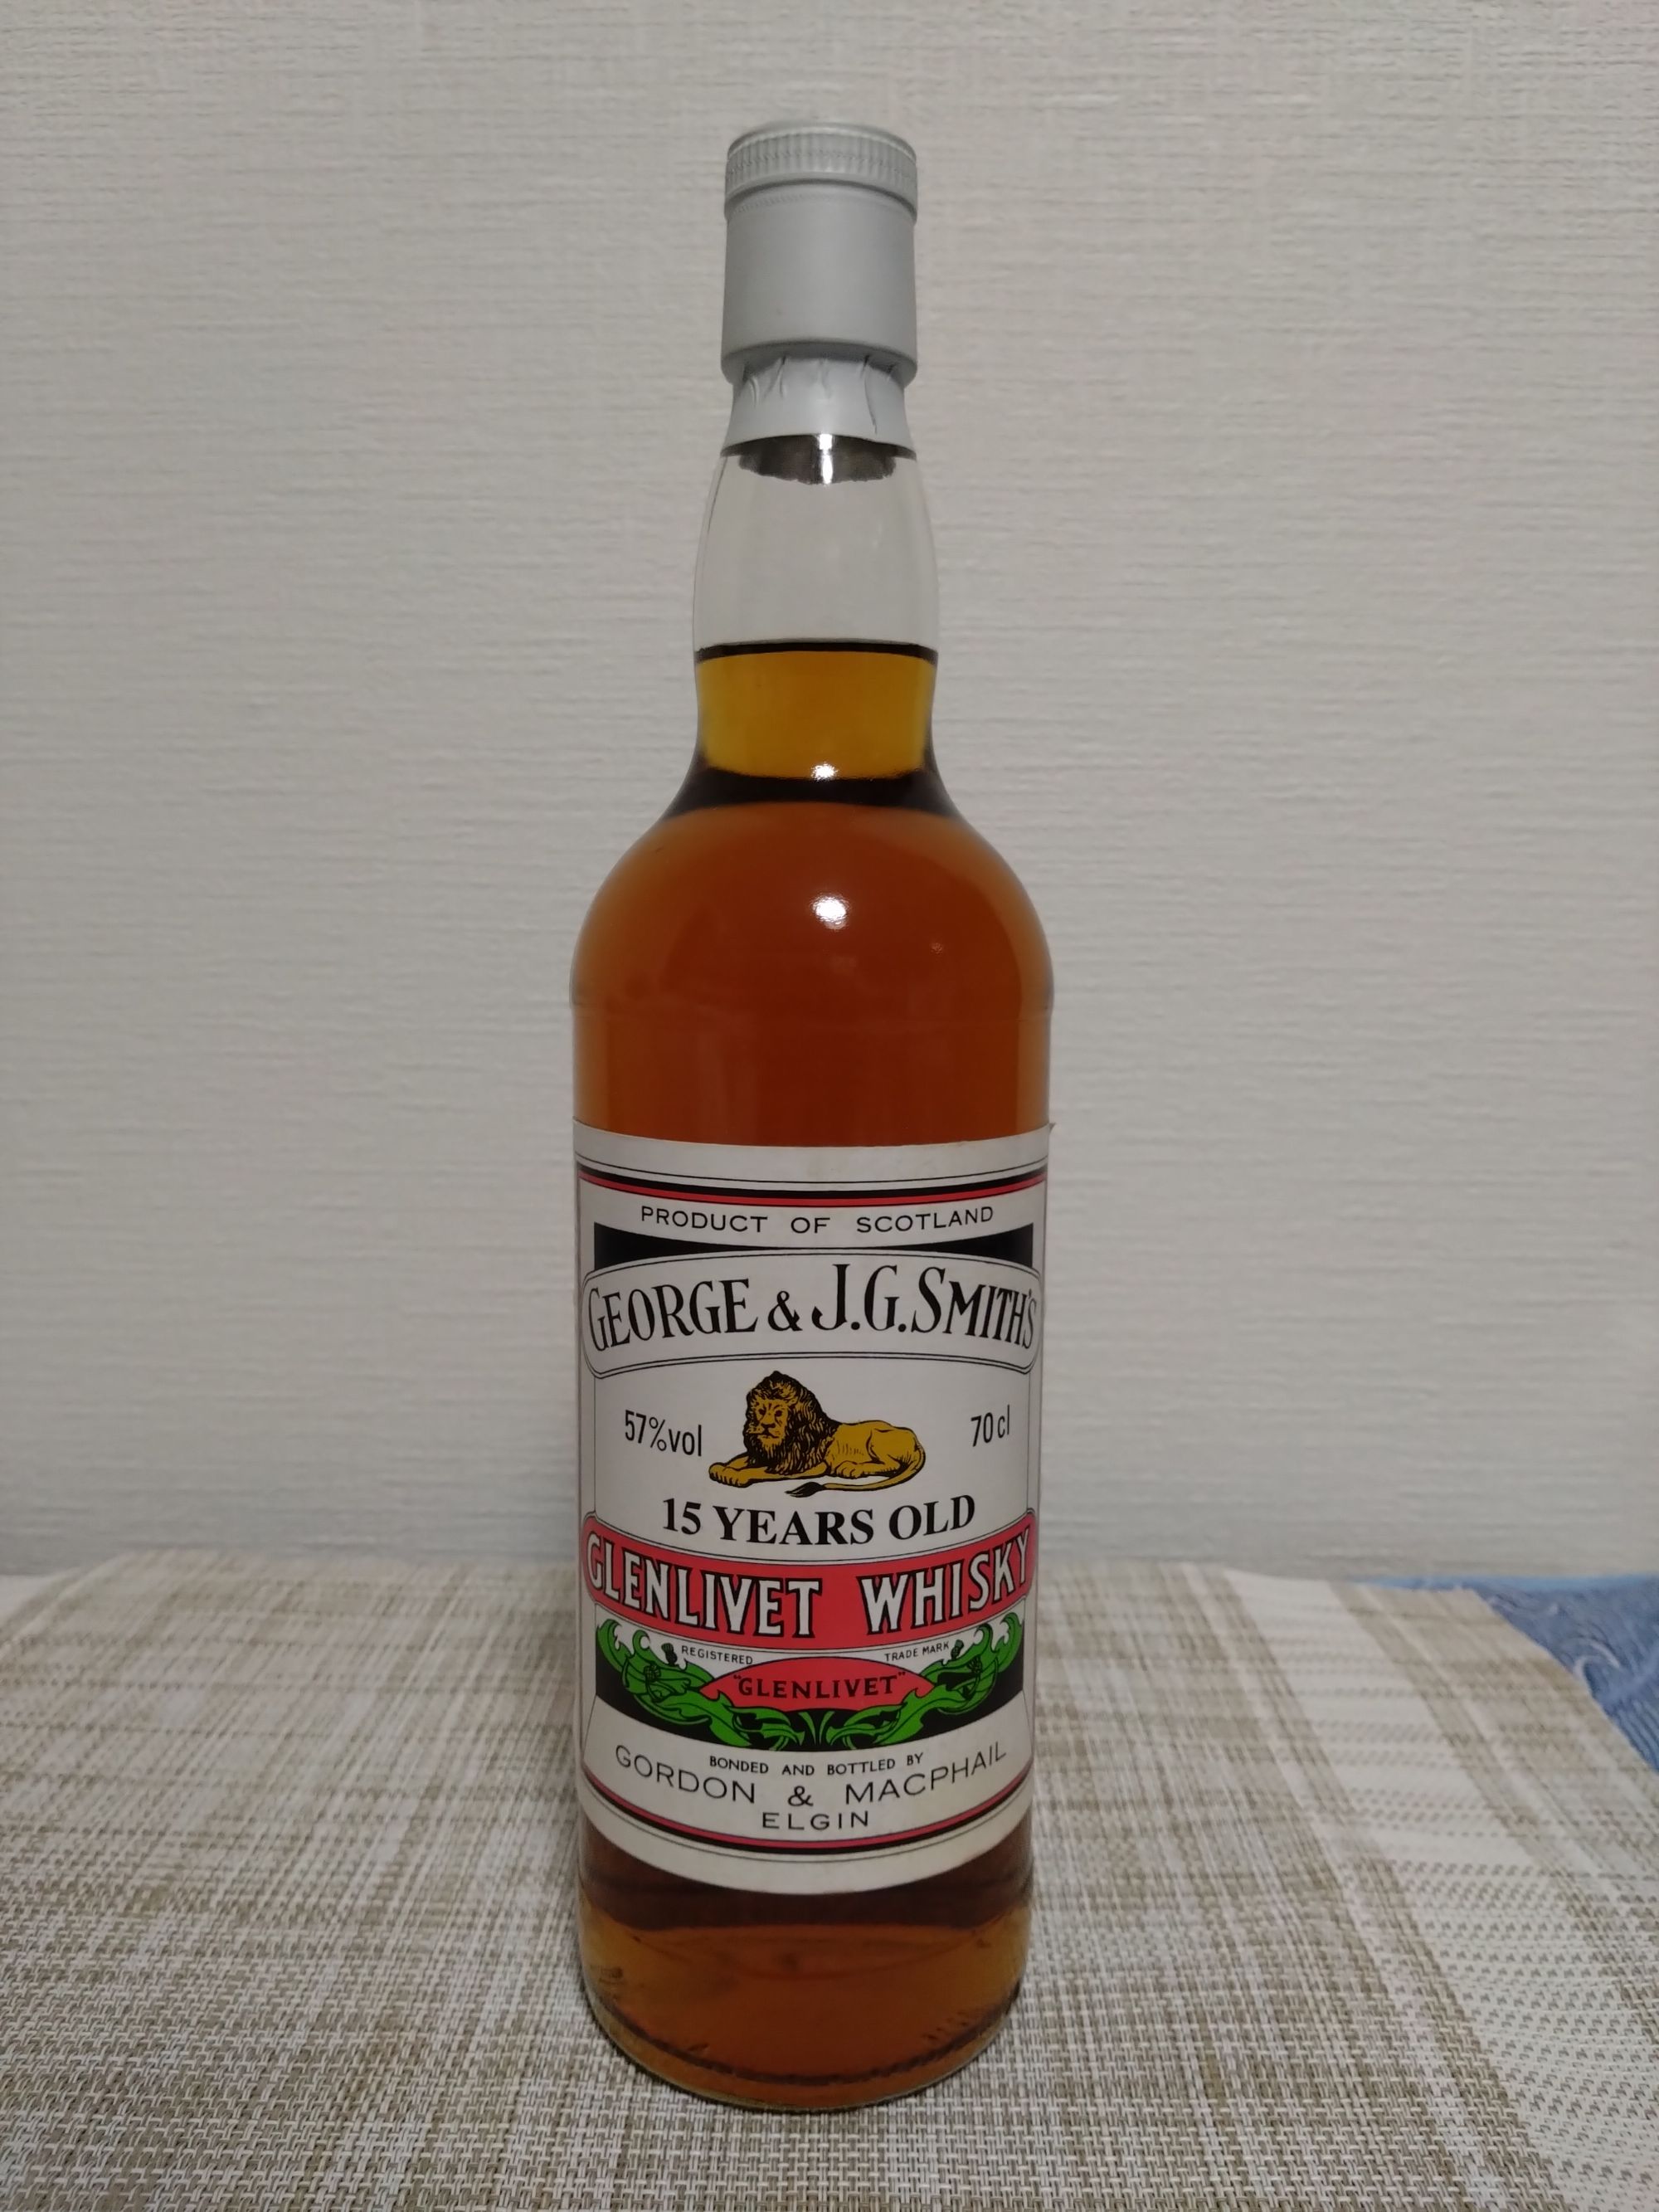 PRODUCT OF SCOTLAND
GEORGE & J.G. SMITH'S
57%vol 70cl
15 YEARS OLD
GLENLIVET WHISKY
REGISTERED TRADE MARK
"GLENLIVET"
BONDED AND BOTTLED BY
GORDON & MACPHAIL
ELGIN